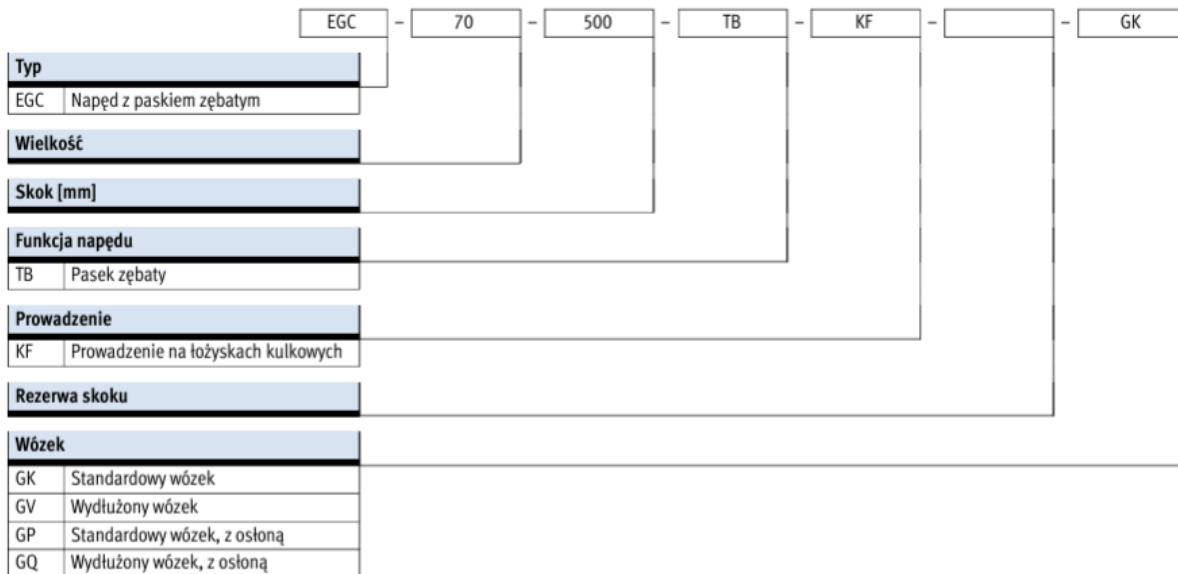 EGC – 70 – 500 – TB – KF – – GK
Typ
EGC Napęd z paskiem zębatym
Wielkość
Skok [mm]
Funkcja napędu
TB Pasek zębaty
Prowadzenie
KF Prowadzenie na łożyskach kulkowych
Rezerwa skoku
Wózek
GK Standardowy wózek
GV Wydłużony wózek
GP Standardowy wózek, z osłoną
GQ Wydłużony wózek, z osłoną